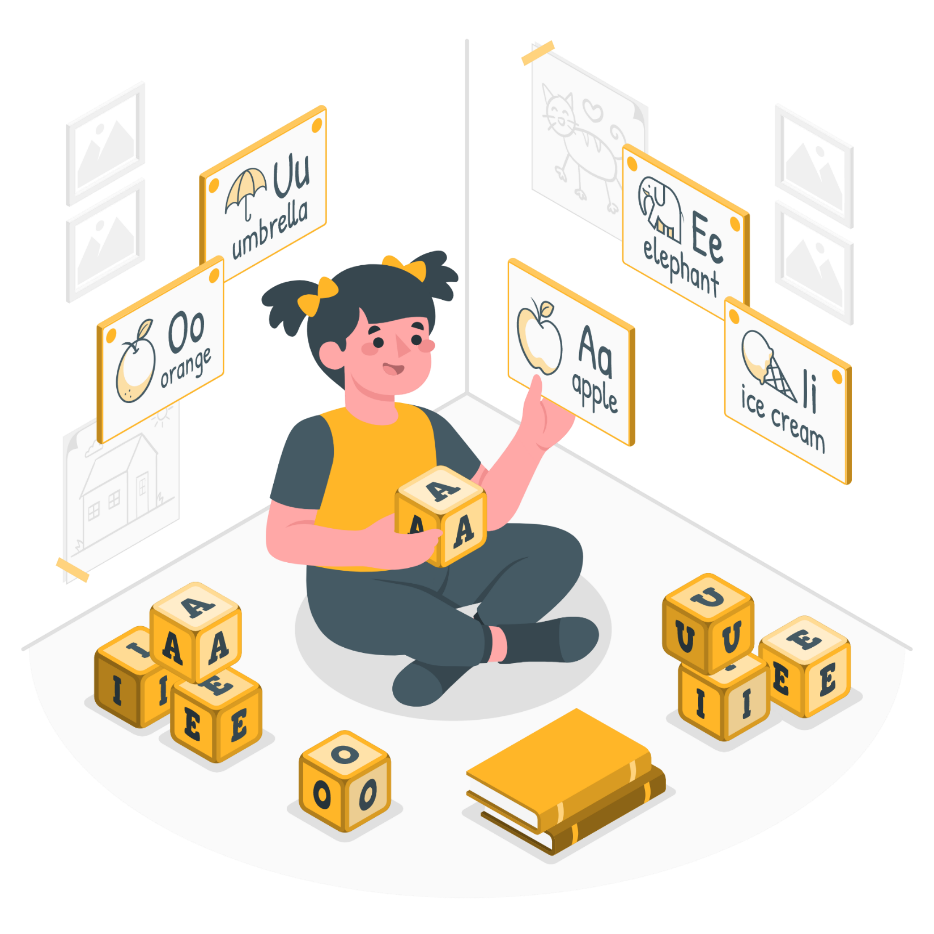 Uu
umbrella
Oo
orange
Ee
elephant
Aa
apple
Ii
ice cream
A
A A
A
A A
I
I I
E
E E
O
O O
U
U U
I I
E
E E